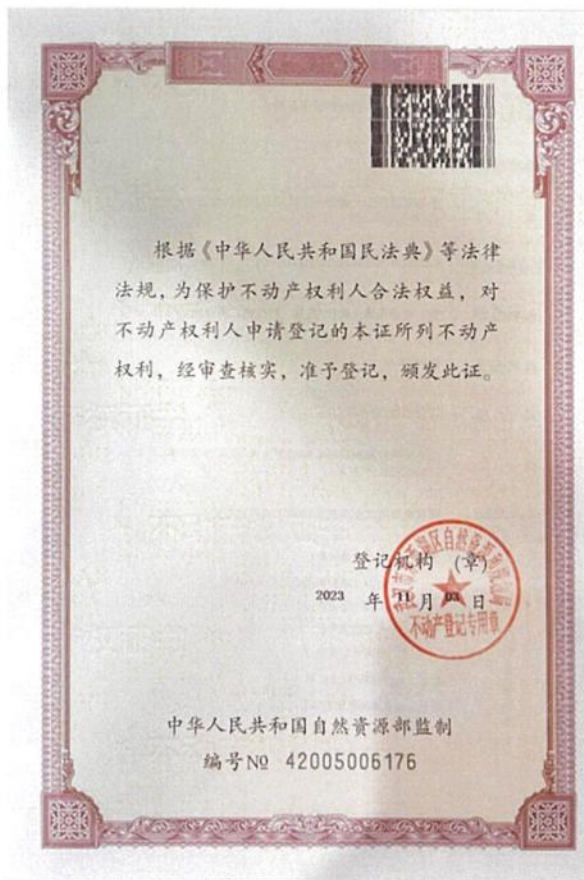 根据《中华人民共和国民法典》等法律
法规,为保护不动产权利人合法权益,对
不动产权利人申请登记的本证所列不动产
权利,经审查核实,准予登记,颁发此证。
登记机构 (章)
2023 年 11 月 03 日
不动产登记专用章
中华人民共和国自然资源部监制
编号№ 42005006176